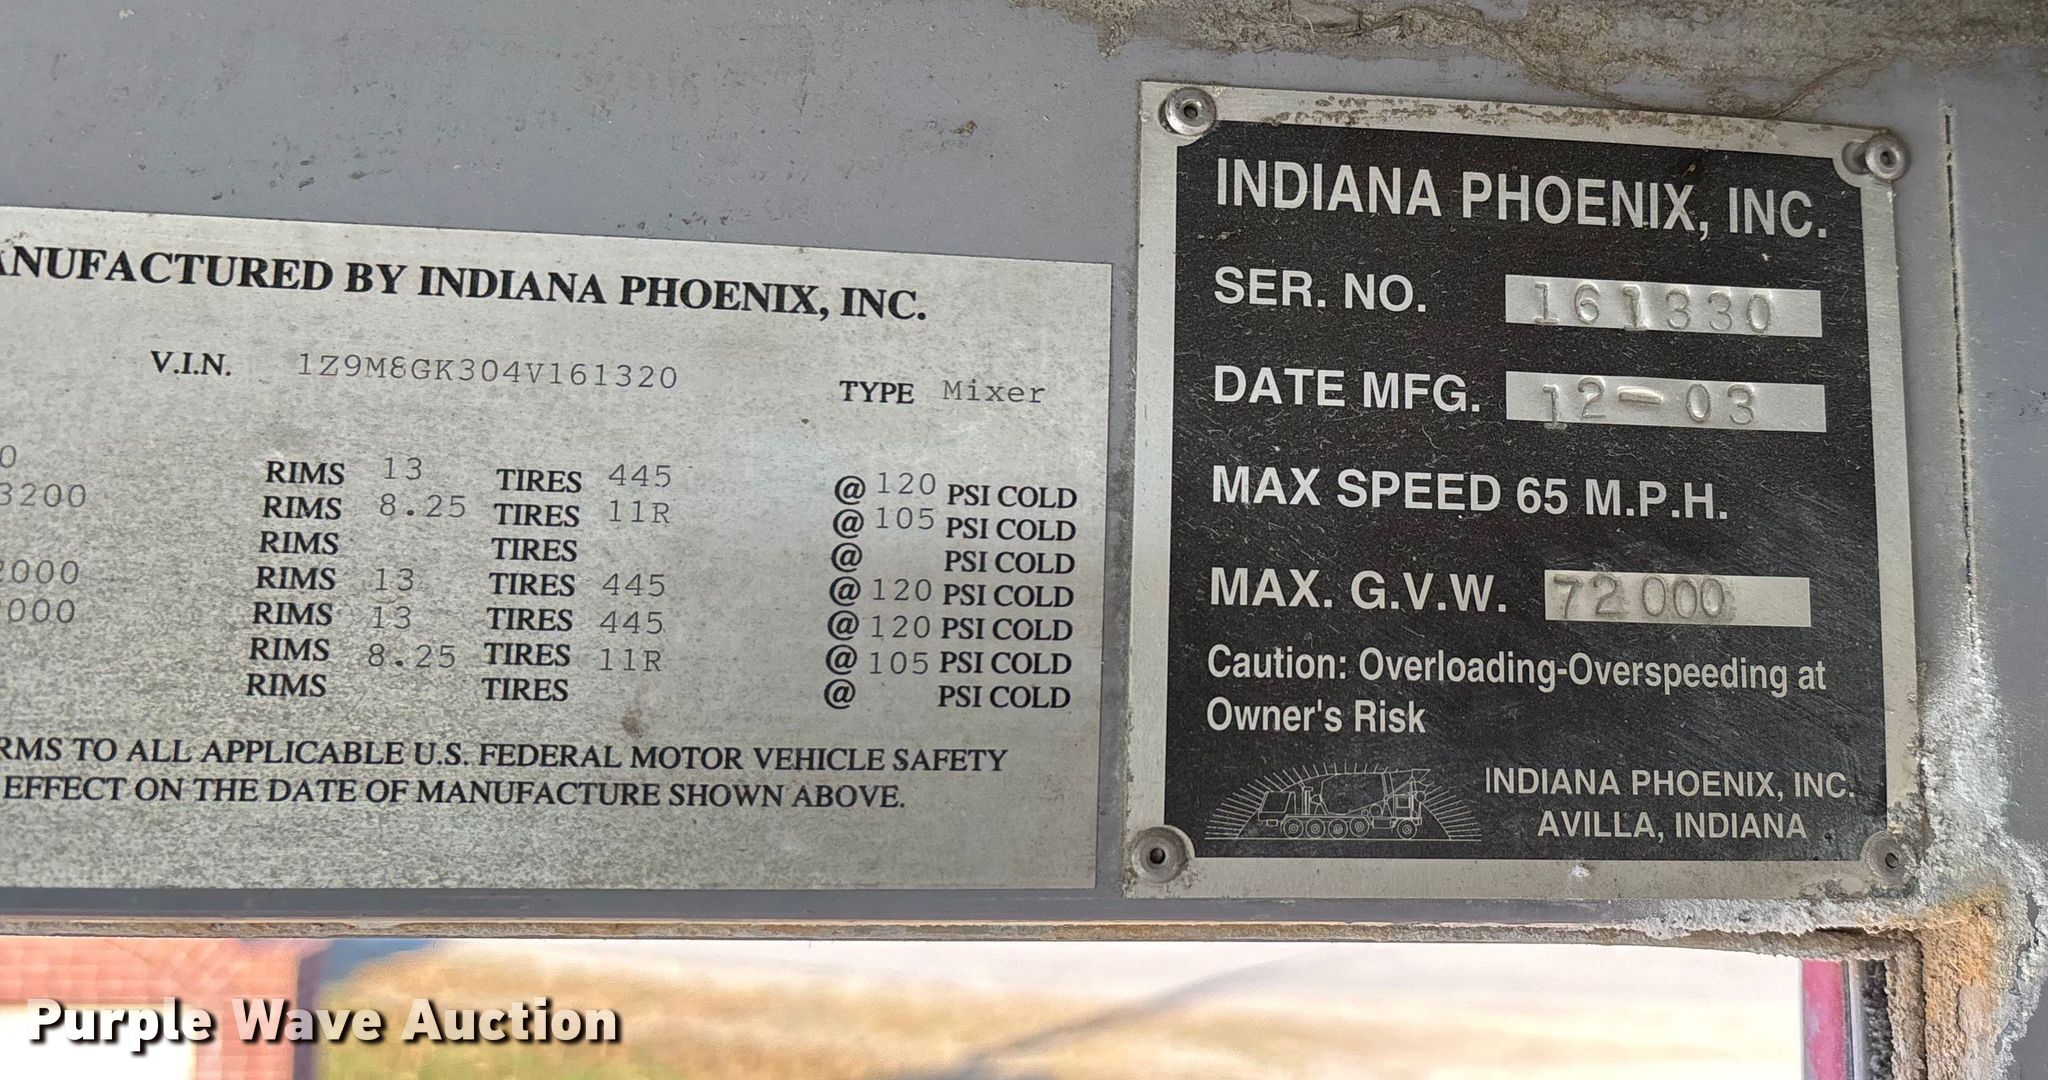 ANUFACTURED BY INDIANA PHOENIX, INC.
V.I.N. 1Z9M8GK304V161320 TYPE Mixer
0 RIMS 13 TIRES 445 @ 120 PSI COLD
3200 RIMS 8.25 TIRES 11R @ 105 PSI COLD
RIMS TIRES @ PSI COLD
2000 RIMS 13 TIRES 445 @ 120 PSI COLD
000 RIMS 13 TIRES 445 @ 120 PSI COLD
RIMS 8.25 TIRES 11R @ 105 PSI COLD
RIMS TIRES @ PSI COLD
RMS TO ALL APPLICABLE U.S. FEDERAL MOTOR VEHICLE SAFETY
EFFECT ON THE DATE OF MANUFACTURE SHOWN ABOVE.
INDIANA PHOENIX, INC.
SER. NO. 161330
DATE MFG. 12-03
MAX SPEED 65 M.P.H.
MAX. G.V.W. 72000
Caution: Overloading-Overspeeding at
Owner's Risk
INDIANA PHOENIX, INC.
AVILLA, INDIANA
Purple Wave Auction